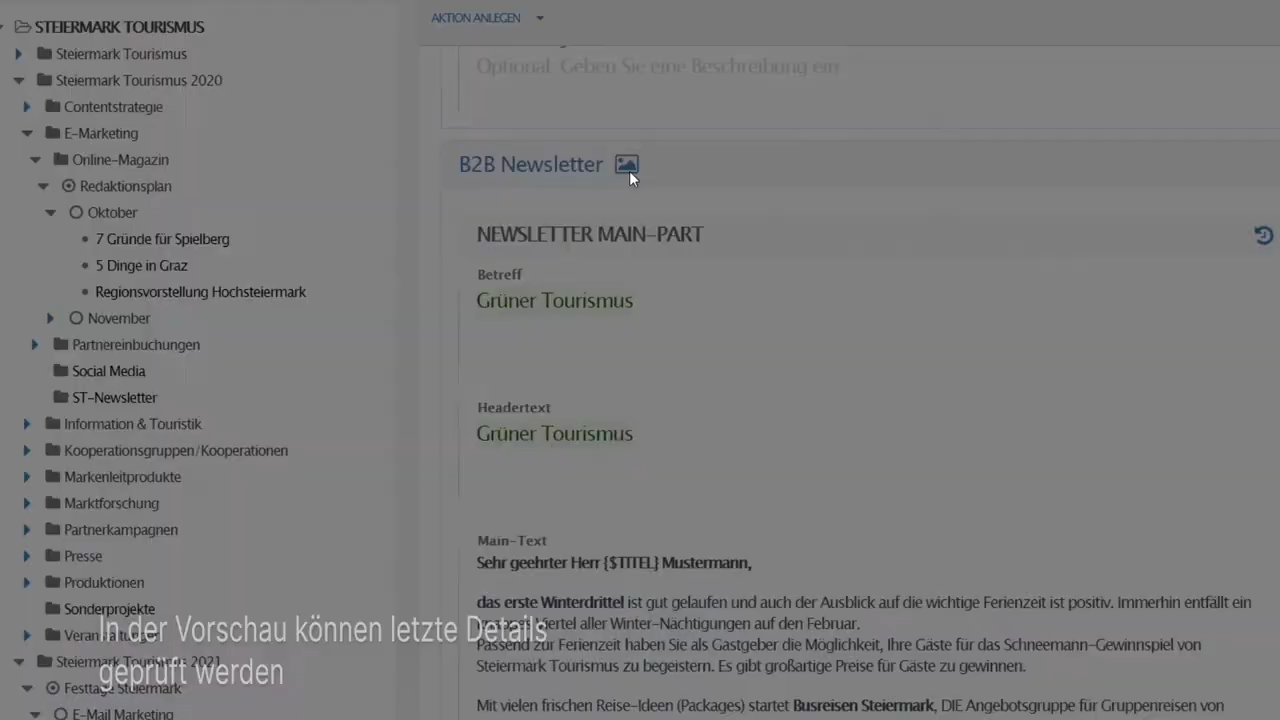 STEIERMARK TOURISMUS
Steiermark Tourismus
Steiermark Tourismus 2020
Contentstrategie
E-Marketing
Online-Magazin
Redaktionsplan
Oktober
7 Gründe für Spielberg
5 Dinge in Graz
Regionsvorstellung Hochsteiermark
November
Partnereinbuchungen
Social Media
ST-Newsletter
Information & Touristik
Kooperationsgruppen/Kooperationen
Markenleitprodukte
Marktforschung
Partnerkampagnen
Presse
Produktionen
Sonderprojekte
Veranstaltungen
Steiermark Tourismus 2021
Festtage Steiermark
E-Mail Marketing
AKTION ANLEGEN
Optional: Geben Sie eine Beschreibung ein
B2B Newsletter
NEWSLETTER MAIN-PART
Betreff
Grüner Tourismus
Headertext
Grüner Tourismus
Main-Text
Sehr geehrter Herr {$TITEL} Mustermann,
das erste Winterdrittel ist gut gelaufen und auch der Ausblick auf die wichtige Ferienzeit ist positiv. Immerhin entfällt ein
Viertel aller Winter-Nächtigungen auf den Februar.
Passend zur Ferienzeit haben Sie als Gastgeber die Möglichkeit, Ihre Gäste für das Schneemann-Gewinnspiel von
Steiermark Tourismus zu begeistern. Es gibt großartige Preise für Gäste zu gewinnen.
Mit vielen frischen Reise-Ideen (Packages) startet Busreisen Steiermark, DIE Angebotsgruppe für Gruppenreisen von
In der Vorschau können letzte Details
geprüft werden